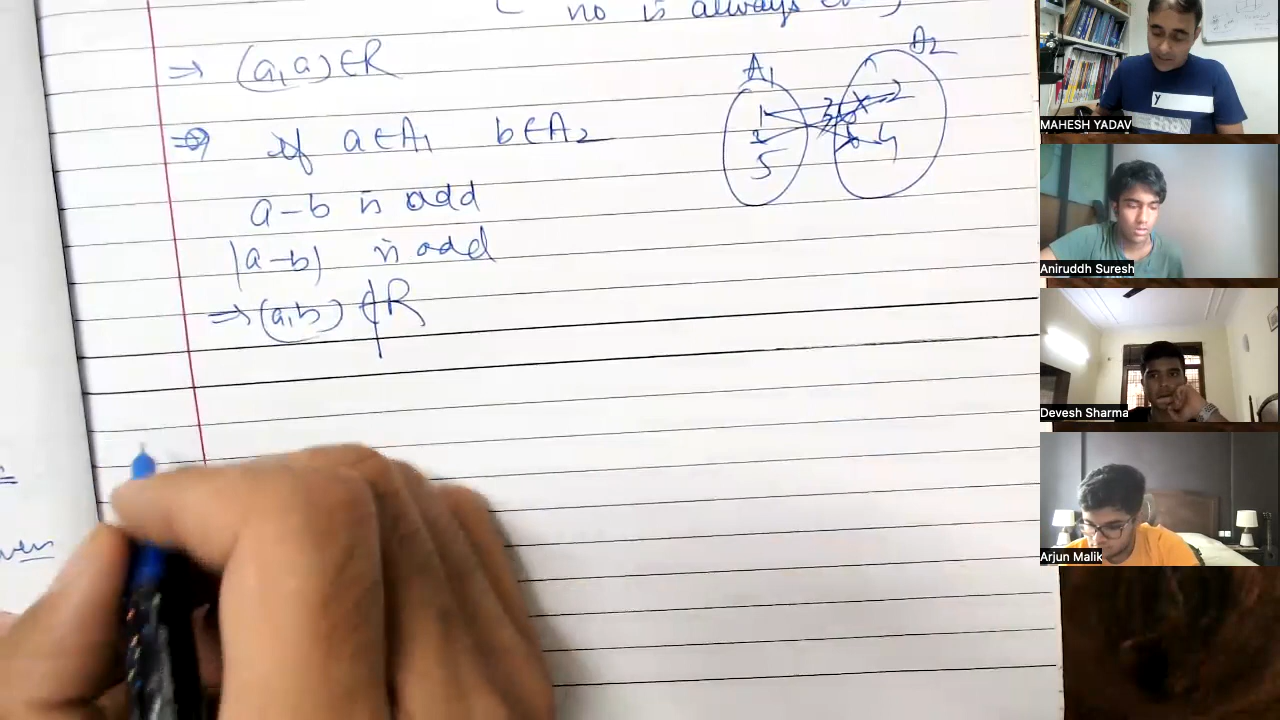 no is always
⇒ (a, a) ∈ R
⇒ if a ∈ A₁ b ∈ A₂
a-b is odd
|a-b| is odd
⇒ (a, b) ∉ R
A₁
1
5
A₂
2
4
MAHESH YADAV
Y
Aniruddh Suresh
Devesh Sharma
Arjun Malik